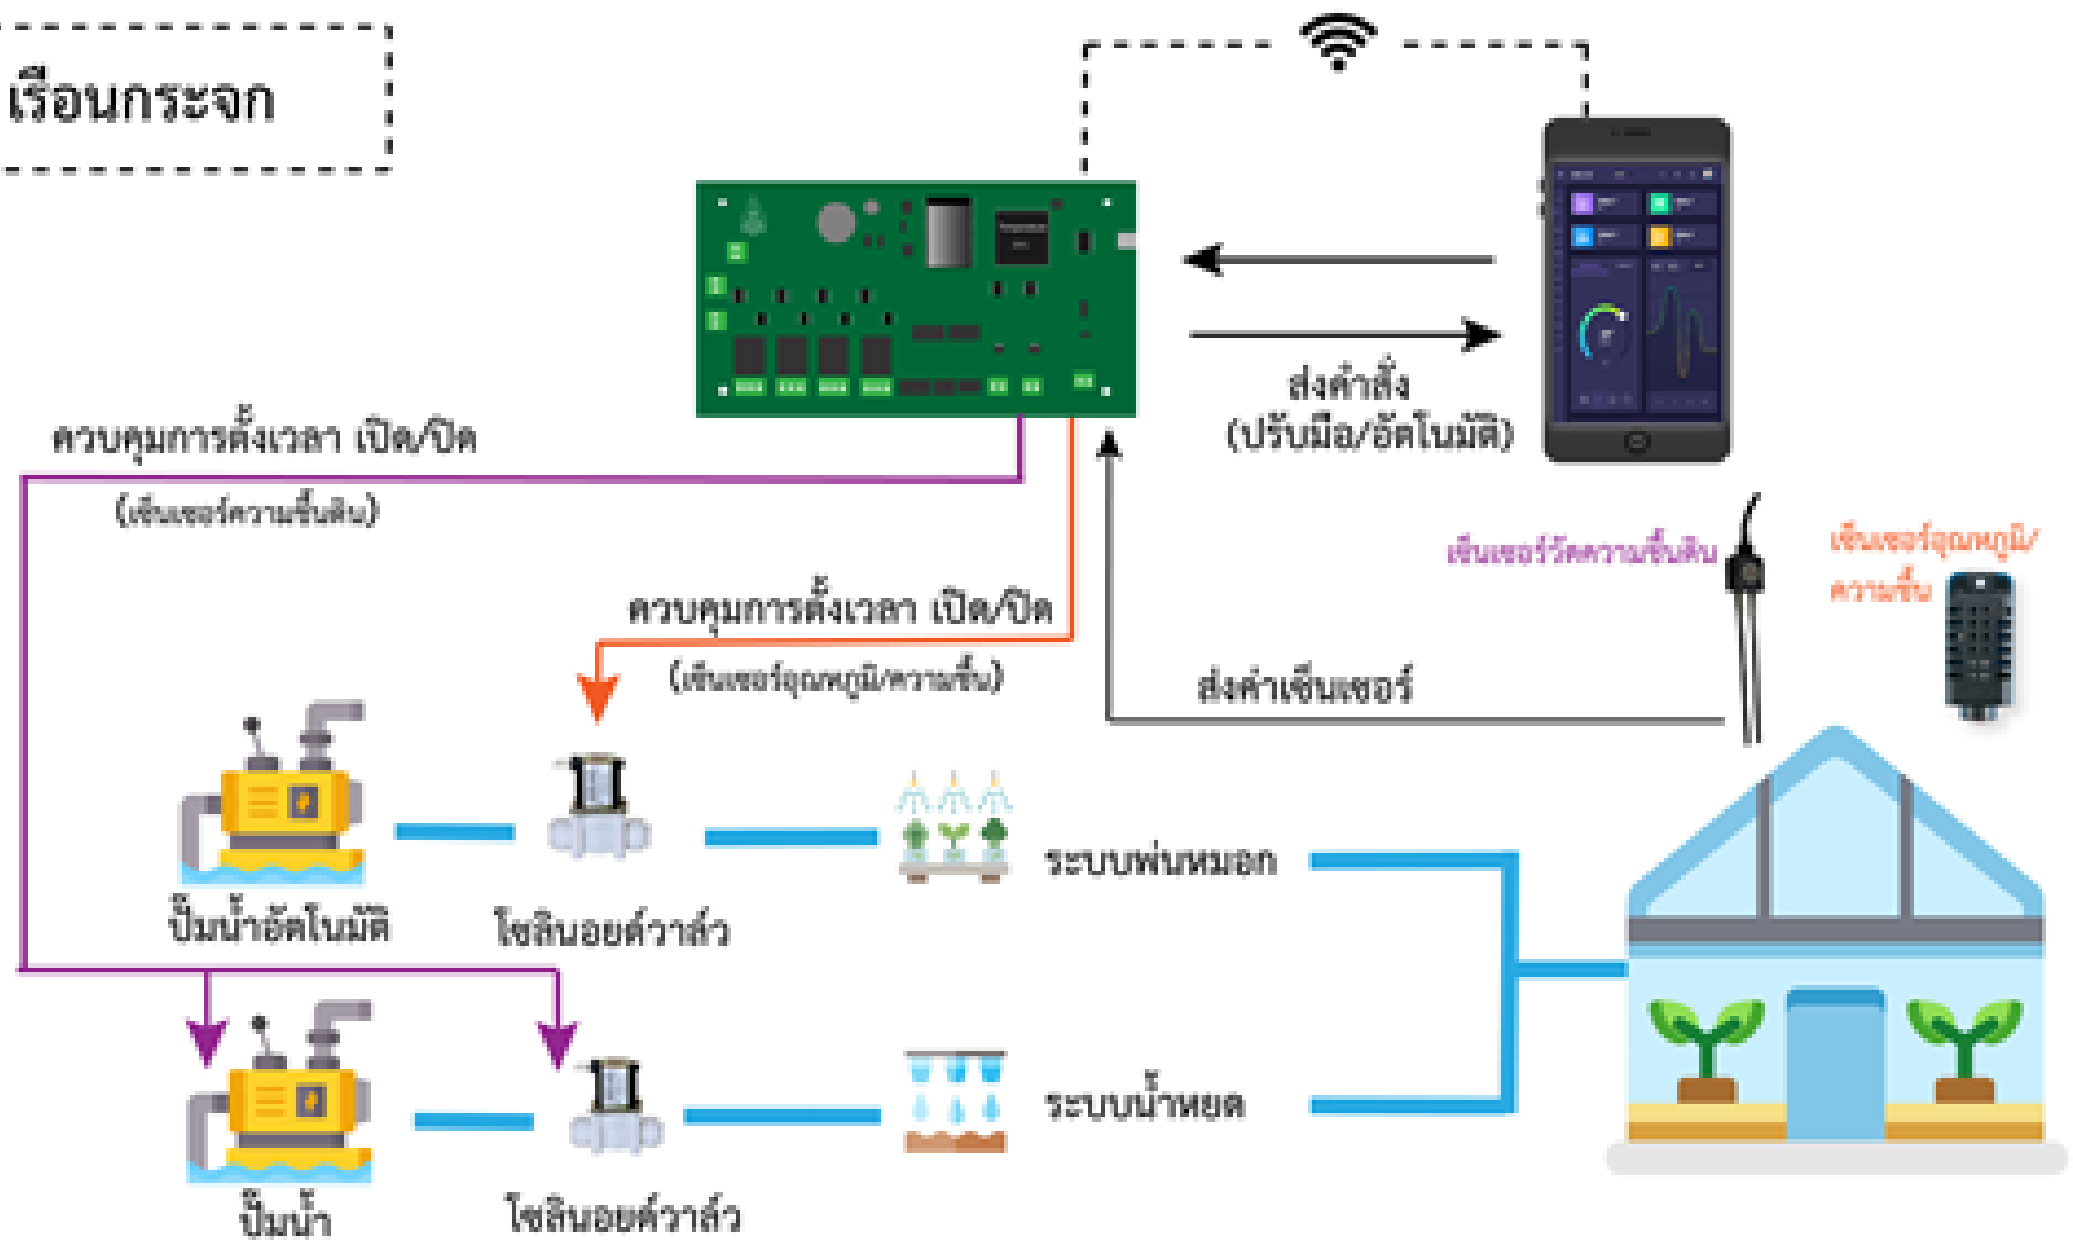 เรือนกระจก
ส่งคำสั่ง
(ปรับมือ/อัตโนมัติ)
ควบคุมการตั้งเวลา เปิด/ปิด
(เซ็นเซอร์ความชื้นดิน)
เซ็นเซอร์วัดความชื้นดิน
เซ็นเซอร์อุณหภูมิ/
ความชื้น
ควบคุมการตั้งเวลา เปิด/ปิด
(เซ็นเซอร์อุณหภูมิ/ความชื้น)
ส่งค่าเซ็นเซอร์
ระบบพ่นหมอก
ปั๊มน้ำอัตโนมัติ
โซลินอยด์วาล์ว
ระบบน้ำหยด
ปั๊มน้ำ
โซลินอยด์วาล์ว